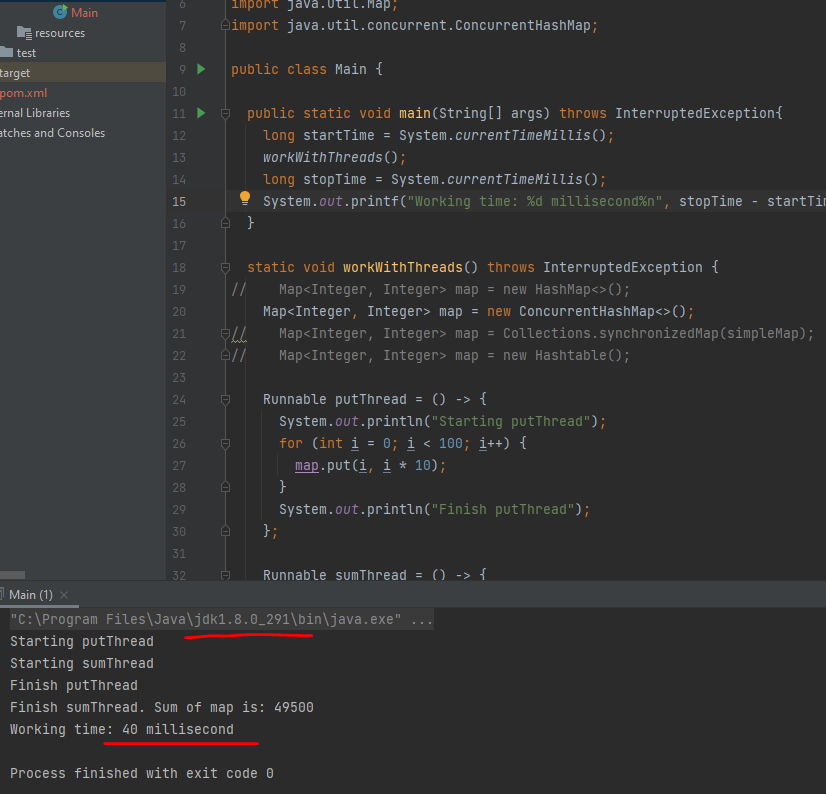 Main
resources
test
target
pom.xml
ernal Libraries
atches and Consoles
6 import java.util.Map;
7 import java.util.concurrent.ConcurrentHashMap;
8
9 public class Main {
10
11 public static void main(String[] args) throws InterruptedException{
12 long startTime = System.currentTimeMillis();
13 workWithThreads();
14 long stopTime = System.currentTimeMillis();
15 System.out.printf("Working time: %d millisecond%n", stopTime - startTim
16 }
17
18 static void workWithThreads() throws InterruptedException {
19 // Map<Integer, Integer> map = new HashMap<>();
20 Map<Integer, Integer> map = new ConcurrentHashMap<>();
21 // Map<Integer, Integer> map = Collections.synchronizedMap(simpleMap);
22 // Map<Integer, Integer> map = new Hashtable();
23
24 Runnable putThread = () -> {
25 System.out.println("Starting putThread");
26 for (int i = 0; i < 100; i++) {
27 map.put(i, i * 10);
28 }
29 System.out.println("Finish putThread");
30 };
31
32 Runnable sumThread = () -> {
Main (1) ×
"C:\Program Files\Java\jdk1.8.0_291\bin\java.exe" ...
Starting putThread
Starting sumThread
Finish putThread
Finish sumThread. Sum of map is: 49500
Working time: 40 millisecond
Process finished with exit code 0